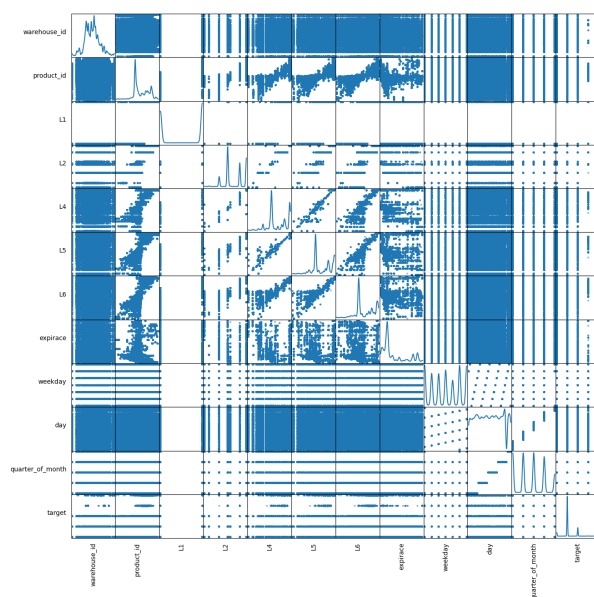 warehouse_id
product_id
L1
L2
L4
L5
L6
expirace
weekday
day
quarter_of_month
target
warehouse_id
product_id
L1
L2
L4
L5
L6
expirace
weekday
day
quarter_of_month
target